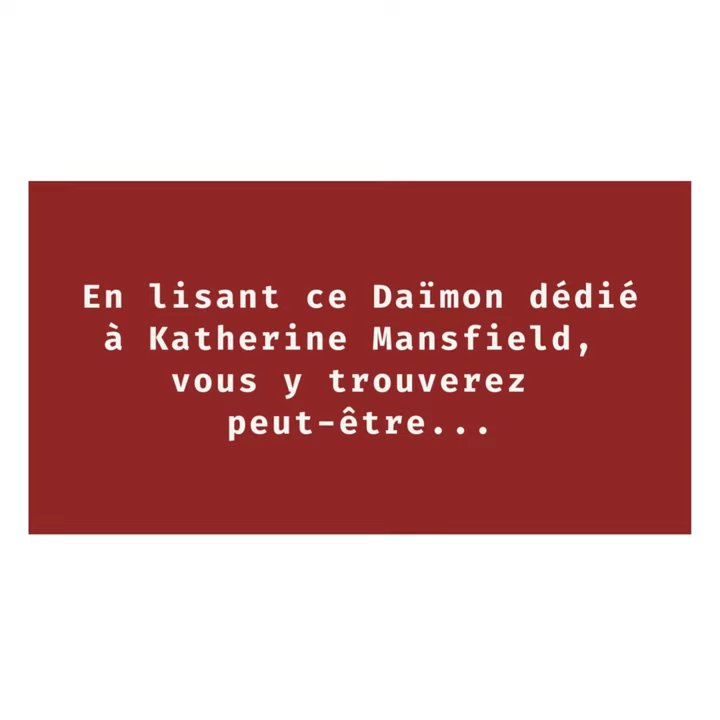 En lisant ce Daïmon dédié
à Katherine Mansfield,
vous y trouverez
peut-être...